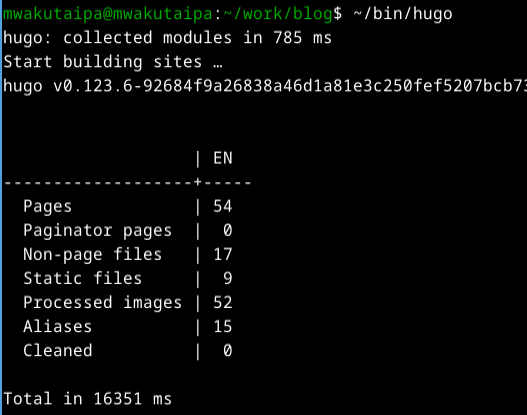 mwakutaipa@mwakutaipa:~/work/blog$ ~/bin/hugo
hugo: collected modules in 785 ms
Start building sites …
hugo v0.123.6-92684f9a26838a46d1a81e3c250fef5207bcb73
| EN
-------------------+-----
Pages | 54
Paginator pages | 0
Non-page files | 17
Static files | 9
Processed images | 52
Aliases | 15
Cleaned | 0
Total in 16351 ms